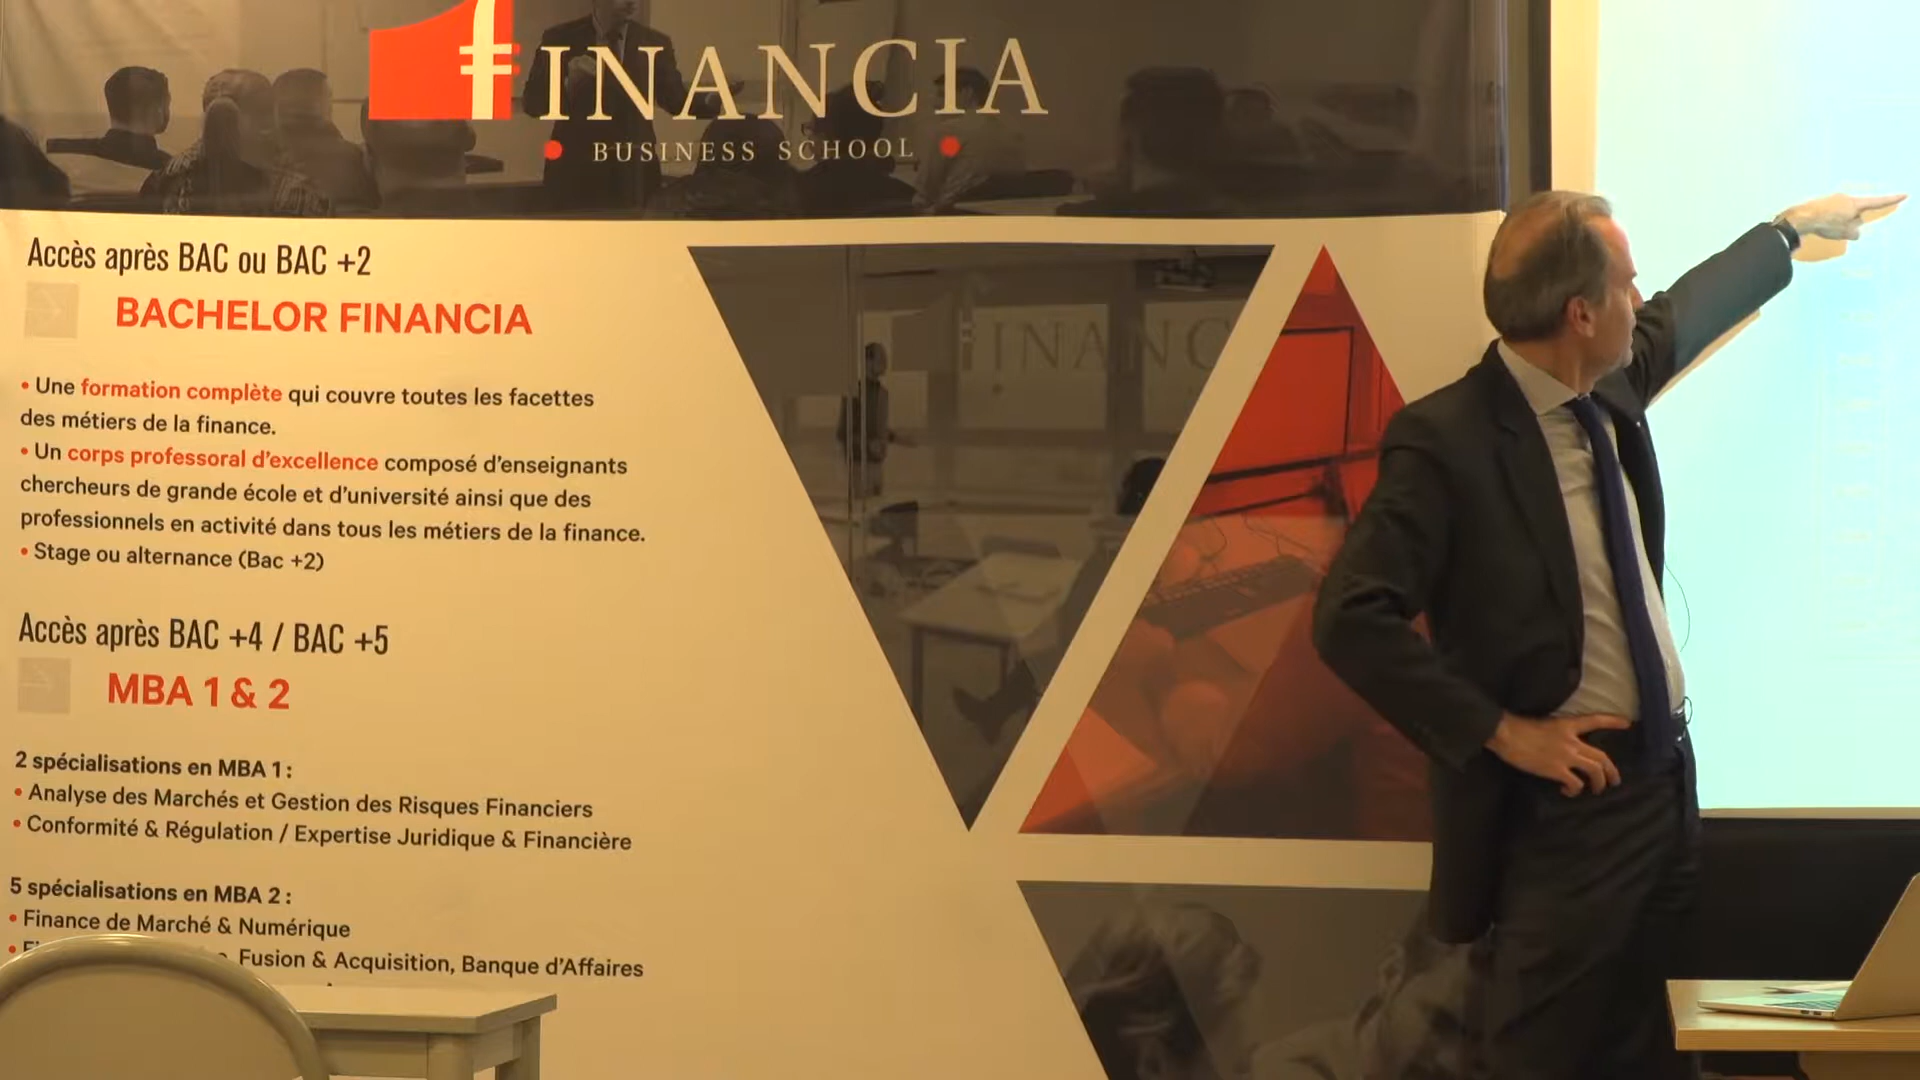 FINANCIA
BUSINESS SCHOOL
Accès après BAC ou BAC +2
BACHELOR FINANCIA
• Une formation complète qui couvre toutes les facettes
des métiers de la finance.
• Un corps professoral d'excellence composé d'enseignants
chercheurs de grande école et d'université ainsi que des
professionnels en activité dans tous les métiers de la finance.
• Stage ou alternance (Bac +2)
Accès après BAC +4 / BAC +5
MBA 1 & 2
2 spécialisations en MBA 1 :
• Analyse des Marchés et Gestion des Risques Financiers
• Conformité & Régulation / Expertise Juridique & Financière
5 spécialisations en MBA 2 :
• Finance de Marché & Numérique
• Fusion & Acquisition, Banque d'Affaires
INANC